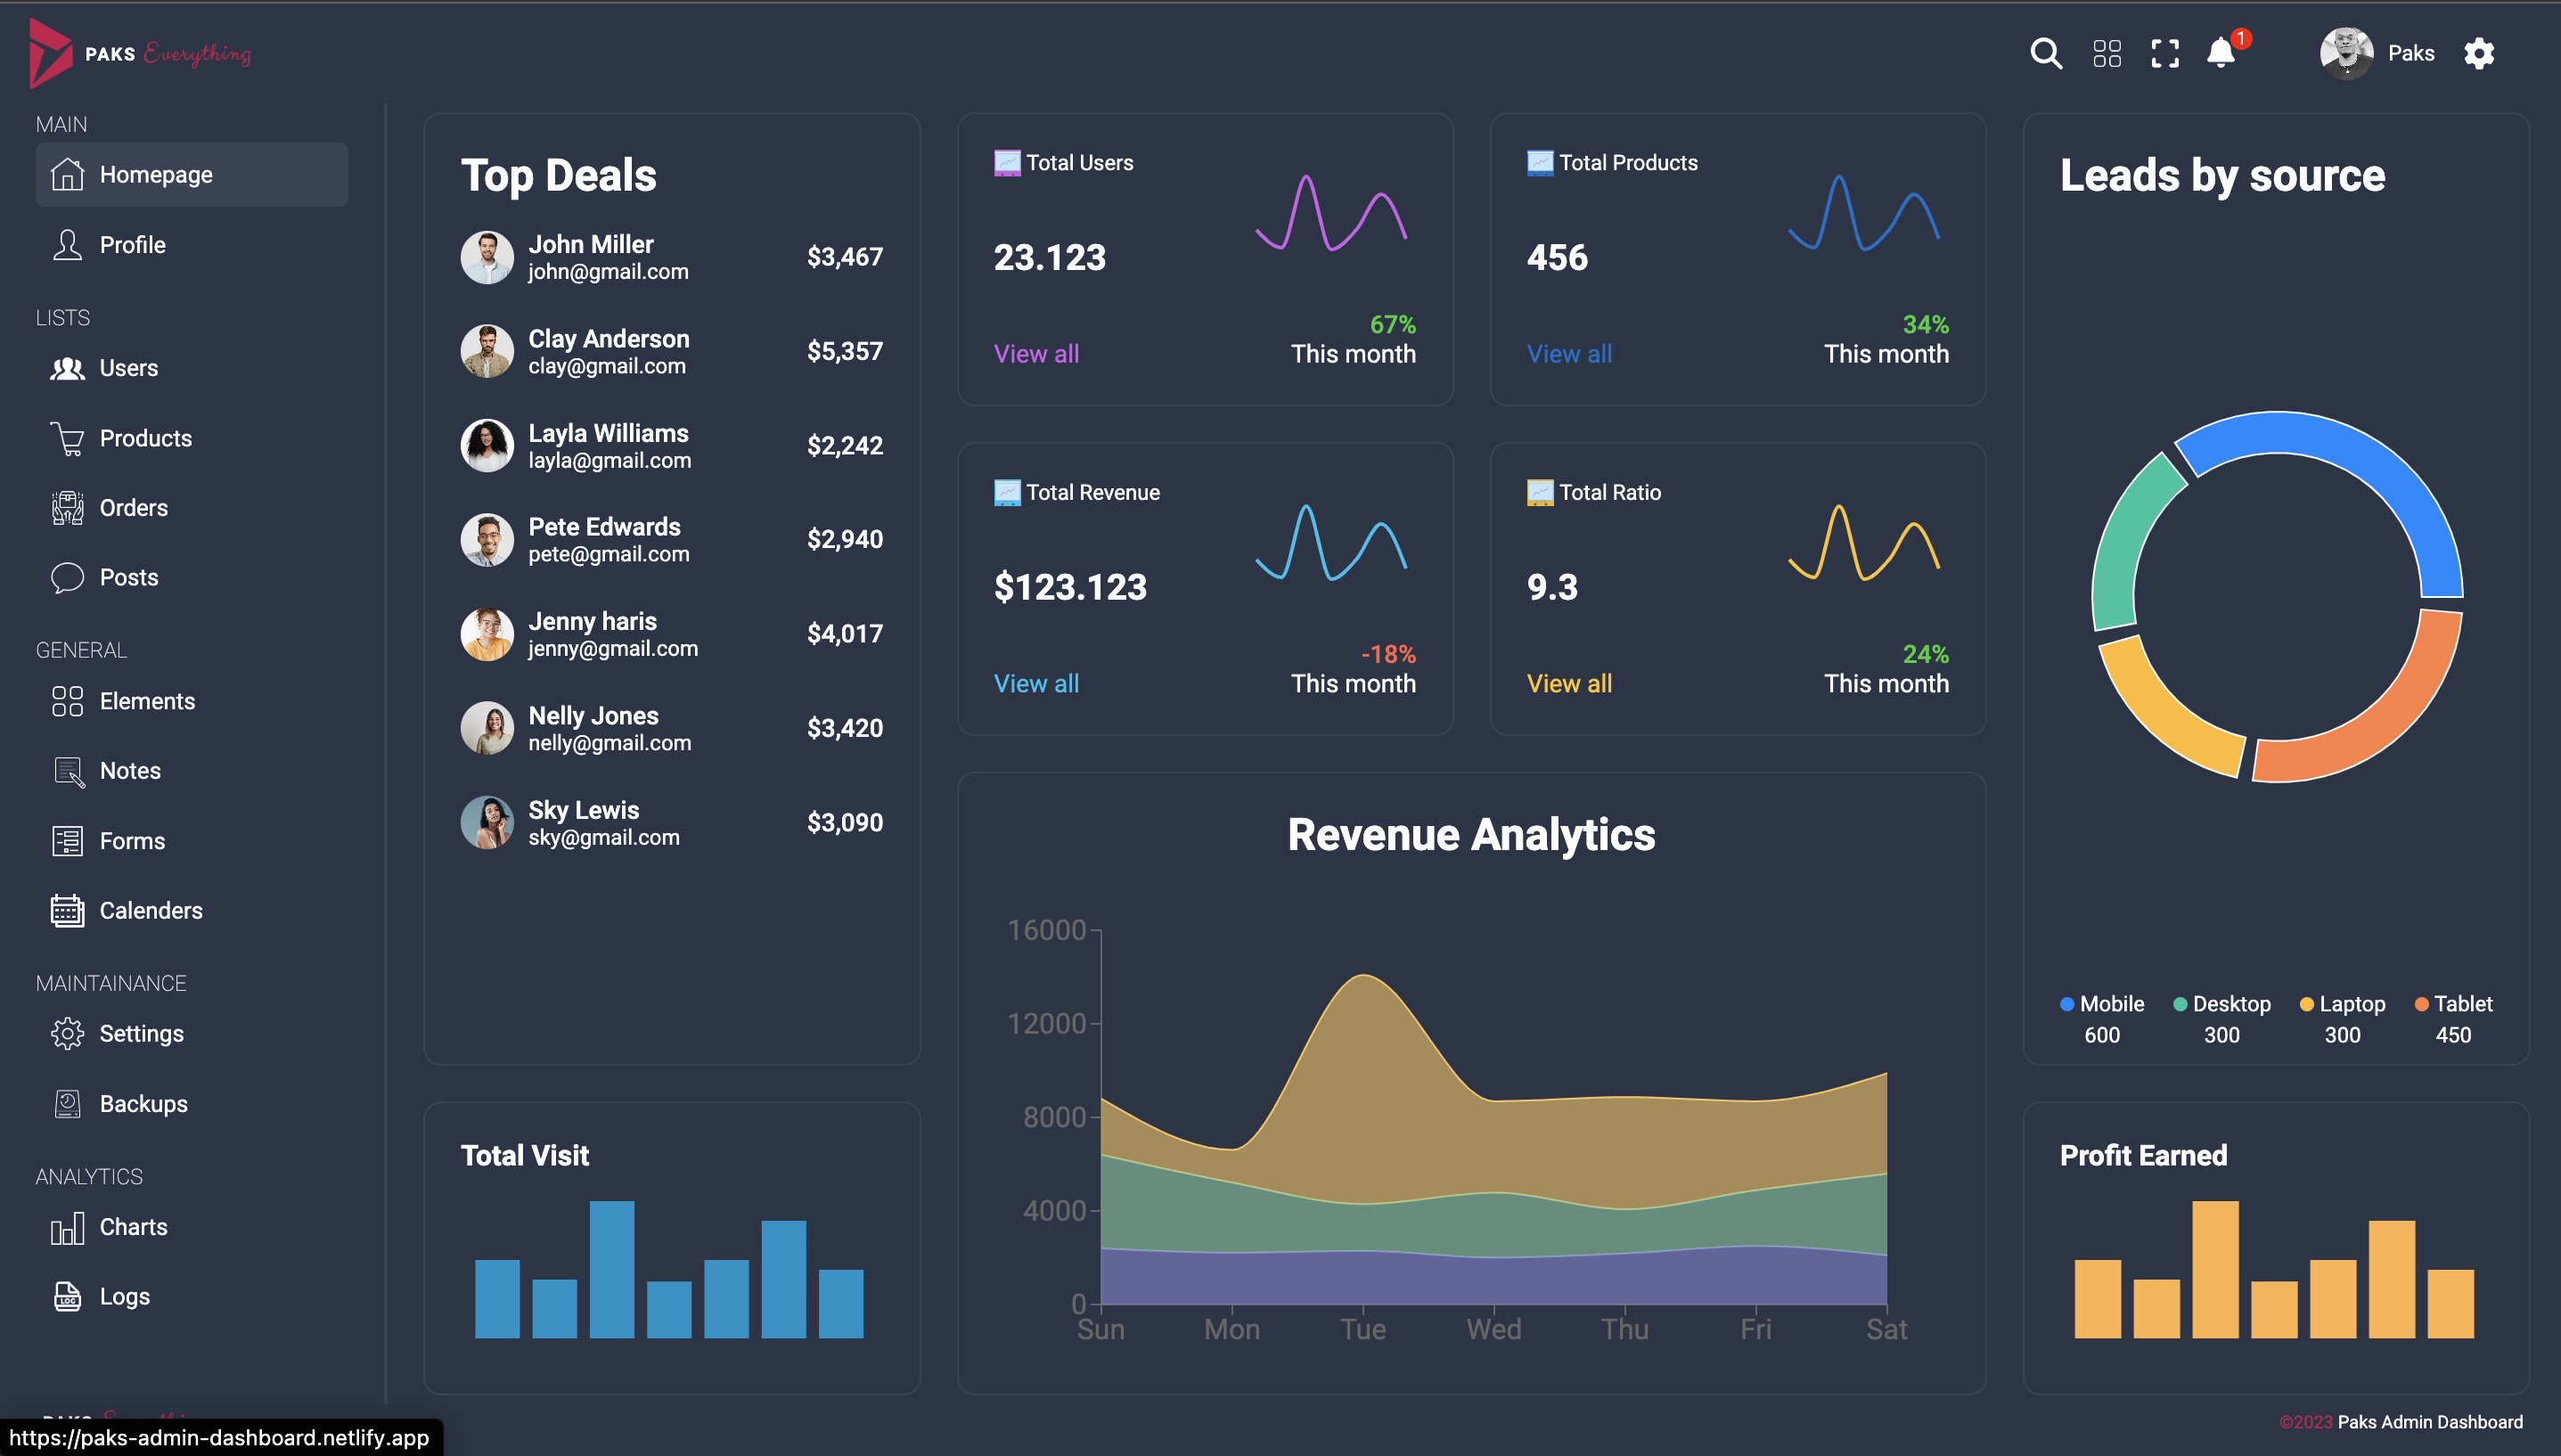 PAKS Everything
1
Paks
MAIN
Homepage
Profile
LISTS
Users
Products
Orders
Posts
GENERAL
Elements
Notes
Forms
Calenders
MAINTAINANCE
Settings
Backups
ANALYTICS
Charts
LOG
Logs
Top Deals
John Miller
john@gmail.com
$3,467
Clay Anderson
clay@gmail.com
$5,357
Layla Williams
layla@gmail.com
$2,242
Pete Edwards
pete@gmail.com
$2,940
Jenny haris
jenny@gmail.com
$4,017
Nelly Jones
nelly@gmail.com
$3,420
Sky Lewis
sky@gmail.com
$3,090
Total Users
23.123
67%
View all
This month
Total Products
456
34%
View all
This month
Total Revenue
$123.123
-18%
View all
This month
Total Ratio
9.3
24%
View all
This month
Leads by source
Mobile
600
Desktop
300
Laptop
300
Tablet
450
Revenue Analytics
16000
12000
8000
4000
0
Sun Mon Tue Wed Thu Fri Sat
Total Visit
Profit Earned
PAKS Everything
https://paks-admin-dashboard.netlify.app
©2023 Paks Admin Dashboard